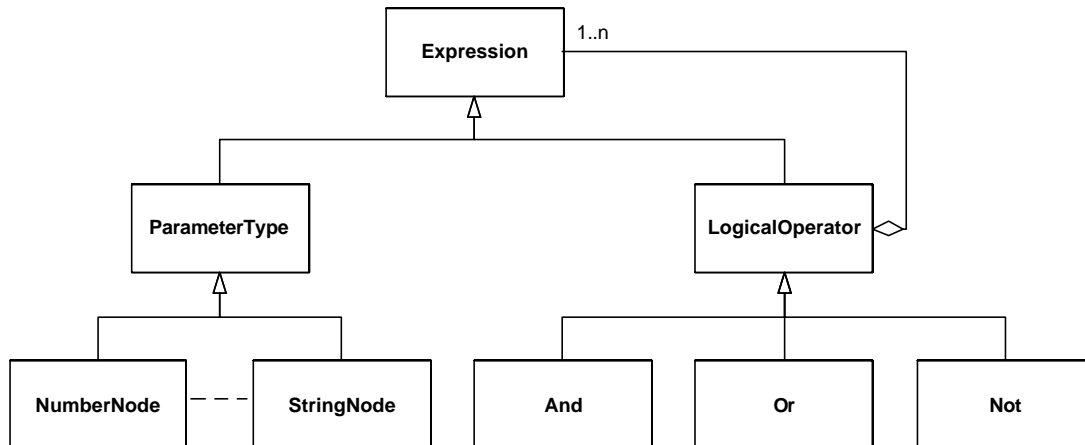 1..n
Expression
ParameterType
LogicalOperator
NumberNode
StringNode
And
Or
Not